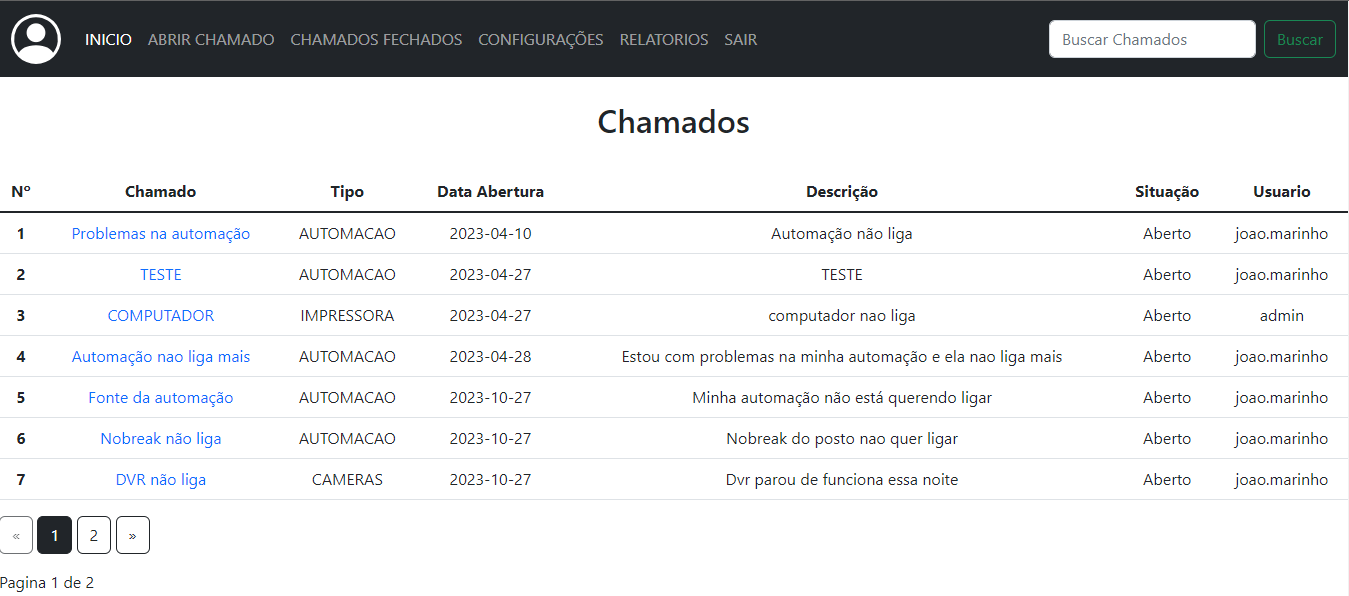 INICIO ABRIR CHAMADO CHAMADOS FECHADOS CONFIGURAÇÕES RELATORIOS SAIR Buscar Chamados Buscar
Chamados
Nº Chamado Tipo Data Abertura Descrição Situação Usuario
1 Problemas na automação AUTOMACAO 2023-04-10 Automação não liga Aberto joao.marinho
2 TESTE AUTOMACAO 2023-04-27 TESTE Aberto joao.marinho
3 COMPUTADOR IMPRESSORA 2023-04-27 computador nao liga Aberto admin
4 Automação nao liga mais AUTOMACAO 2023-04-28 Estou com problemas na minha automação e ela nao liga mais Aberto joao.marinho
5 Fonte da automação AUTOMACAO 2023-10-27 Minha automação não está querendo ligar Aberto joao.marinho
6 Nobreak não liga AUTOMACAO 2023-10-27 Nobreak do posto nao quer ligar Aberto joao.marinho
7 DVR não liga CAMERAS 2023-10-27 Dvr parou de funciona essa noite Aberto joao.marinho
« 1 2 »
Pagina 1 de 2